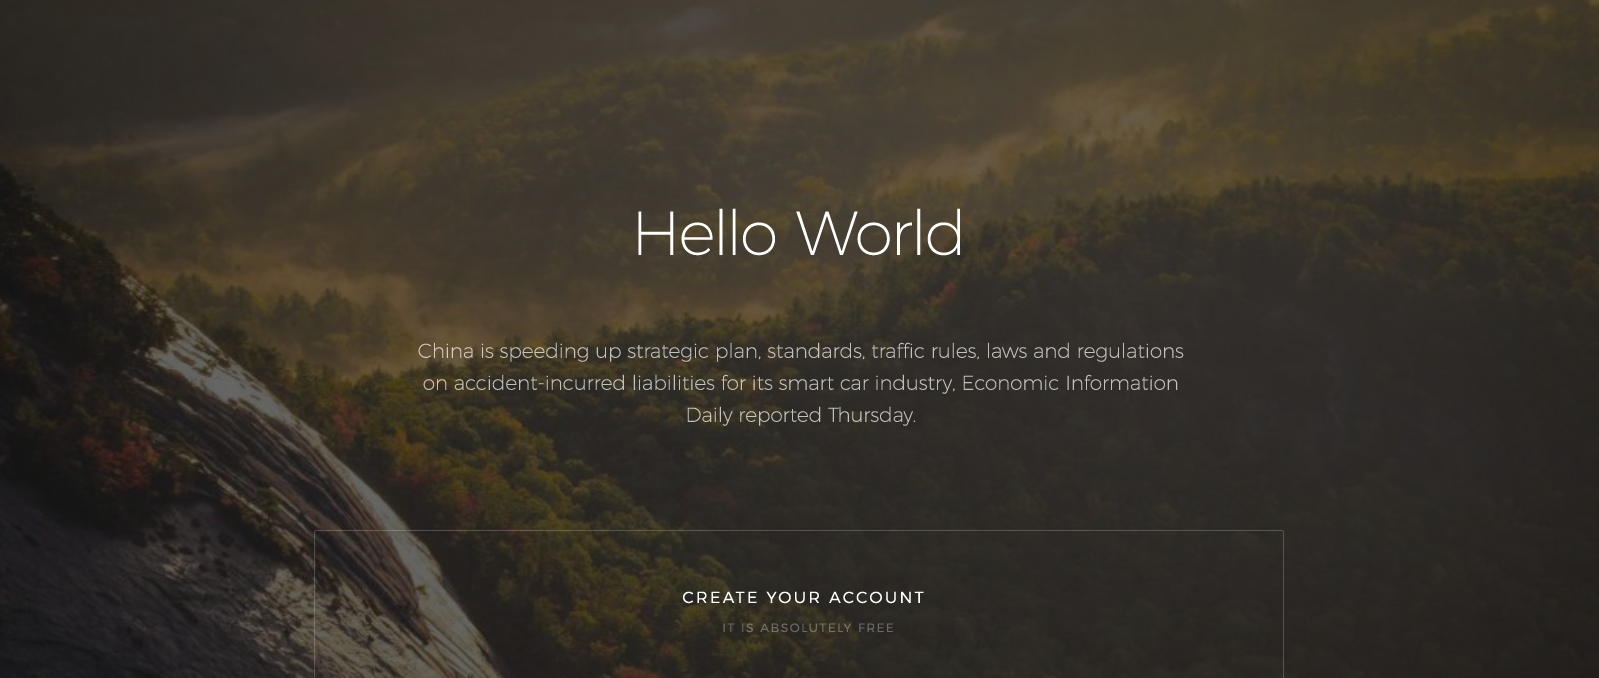 Hello World
China is speeding up strategic plan, standards, traffic rules, laws and regulations
on accident-incurred liabilities for its smart car industry, Economic Information
Daily reported Thursday.
CREATE YOUR ACCOUNT
IT IS ABSOLUTELY FREE